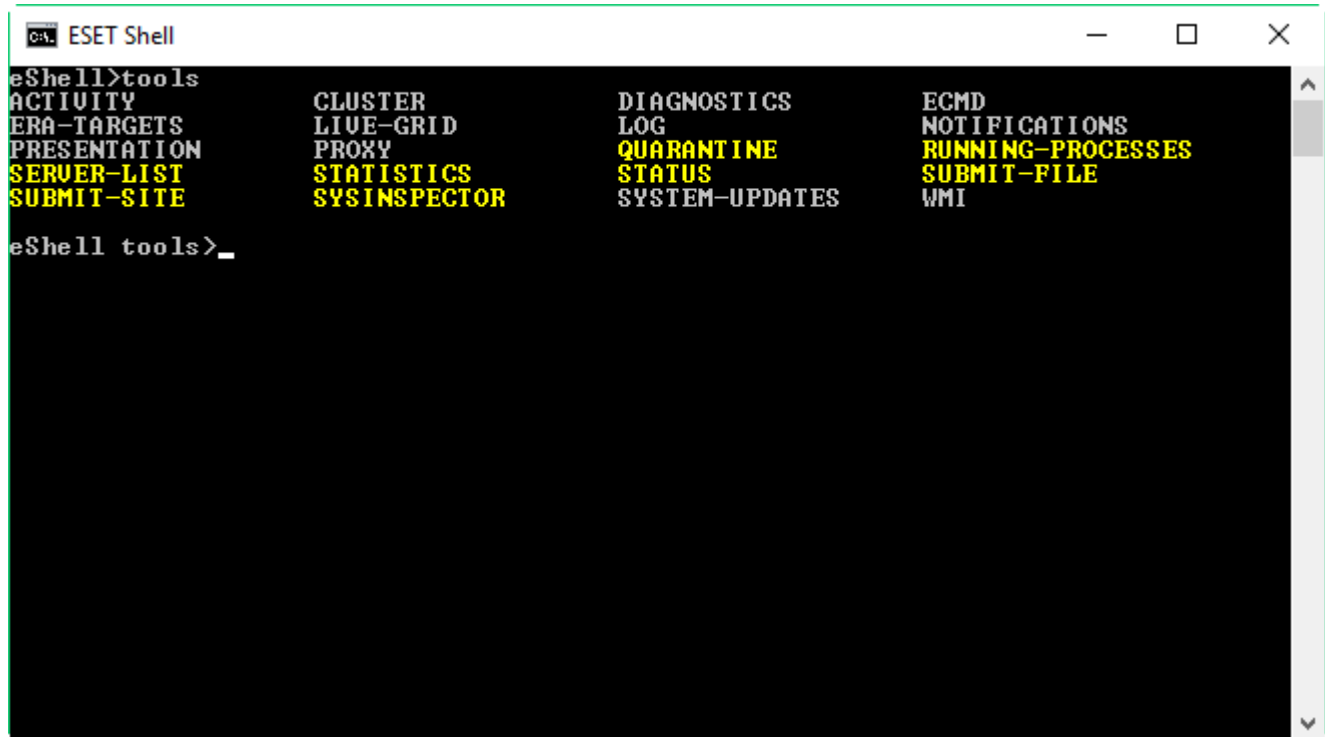 ESET Shell
eShell>tools
ACTIVITY CLUSTER DIAGNOSTICS ECMD
ERA-TARGETS LIVE-GRID LOG NOTIFICATIONS
PRESENTATION PROXY QUARANTINE RUNNING-PROCESSES
SERVER-LIST STATISTICS STATUS SUBMIT-FILE
SUBMIT-SITE SYSINSPECTOR SYSTEM-UPDATES WMI
eShell tools>_